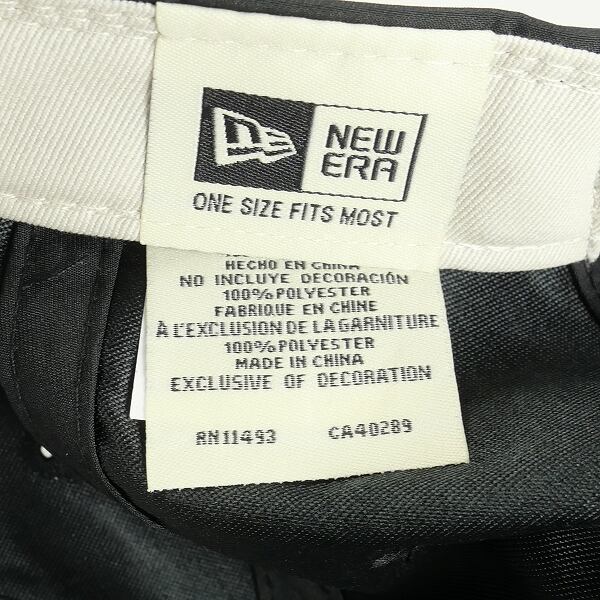 NEW
ERA
ONE SIZE FITS MOST
HECHO EN CHINA
NO INCLUYE DECORACIÓN
100% POLYESTER
FABRIQUE EN CHINE
À L'EXCLUSION DE LA GARNITURE
100% POLYESTER
MADE IN CHINA
EXCLUSIVE OF DECORATION
RN11493 CA40289